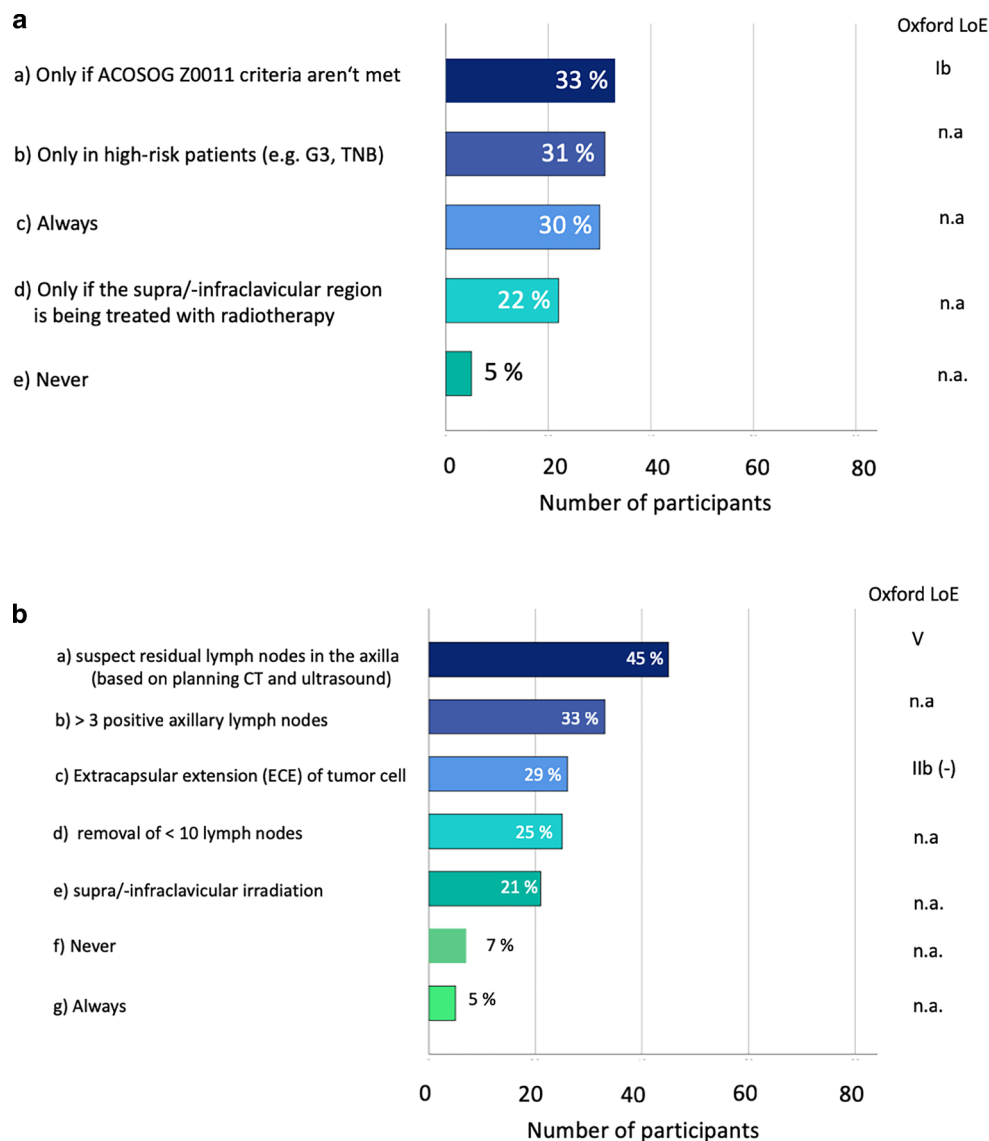 a
Oxford LoE
a) Only if ACOSOG Z0011 criteria aren‘t met
33 %
Ib
b) Only in high-risk patients (e.g. G3, TNB)
31 %
n.a
c) Always
30 %
n.a
d) Only if the supra/-infraclavicular region
is being treated with radiotherapy
22 %
n.a
e) Never
5 %
n.a.
0 20 40 60 80
Number of participants
b
Oxford LoE
a) suspect residual lymph nodes in the axilla
(based on planning CT and ultrasound)
45 %
V
b) > 3 positive axillary lymph nodes
33 %
n.a
c) Extracapsular extension (ECE) of tumor cell
29 %
IIb (-)
d) removal of < 10 lymph nodes
25 %
n.a
e) supra/-infraclavicular irradiation
21 %
n.a.
f) Never
7 %
n.a.
g) Always
5 %
n.a.
0 20 40 60 80
Number of participants